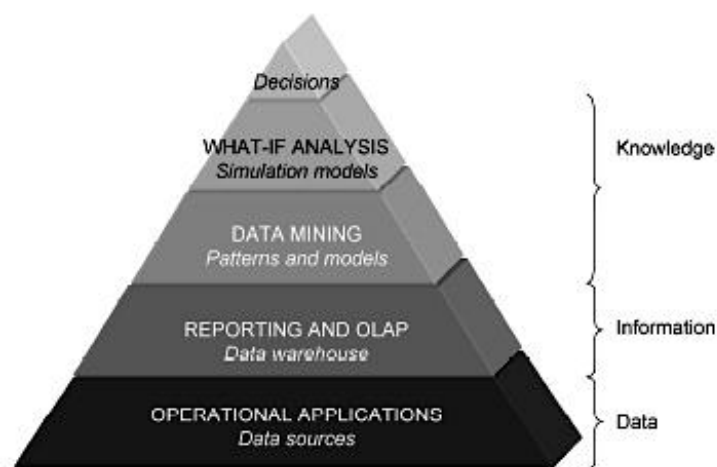 Decisions
WHAT-IF ANALYSIS
Simulation models
Knowledge
DATA MINING
Patterns and models
REPORTING AND OLAP
Data warehouse
Information
OPERATIONAL APPLICATIONS
Data sources
Data